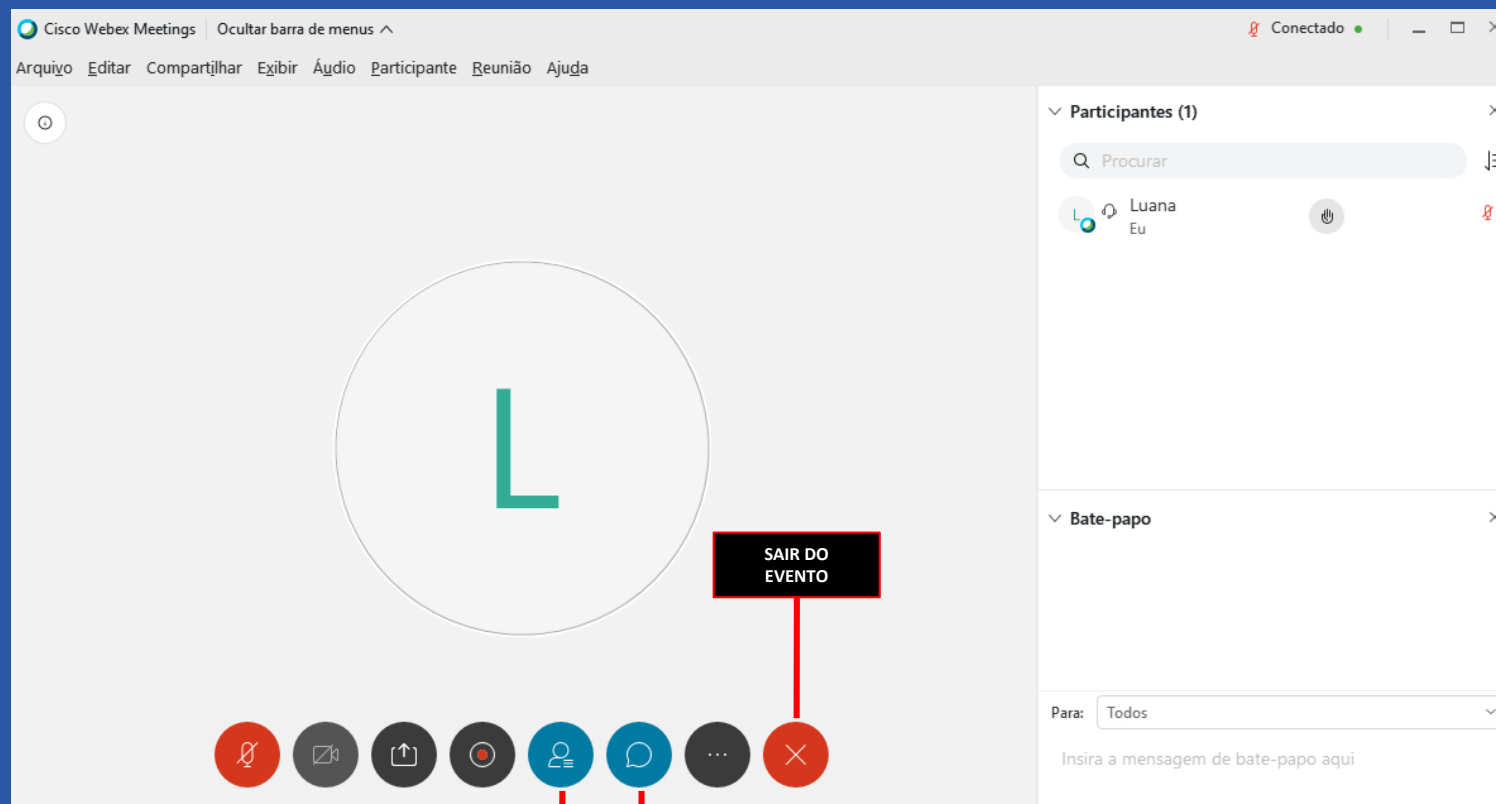 Cisco Webex Meetings Ocultar barra de menus Conectado
Arquivo Editar Compartilhar Exibir Áudio Participante Reunião Ajuda
Participantes (1)
Procurar
L
Luana
Eu
L
Bate-papo
SAIR DO
EVENTO
Para: Todos
Insira a mensagem de bate-papo aqui